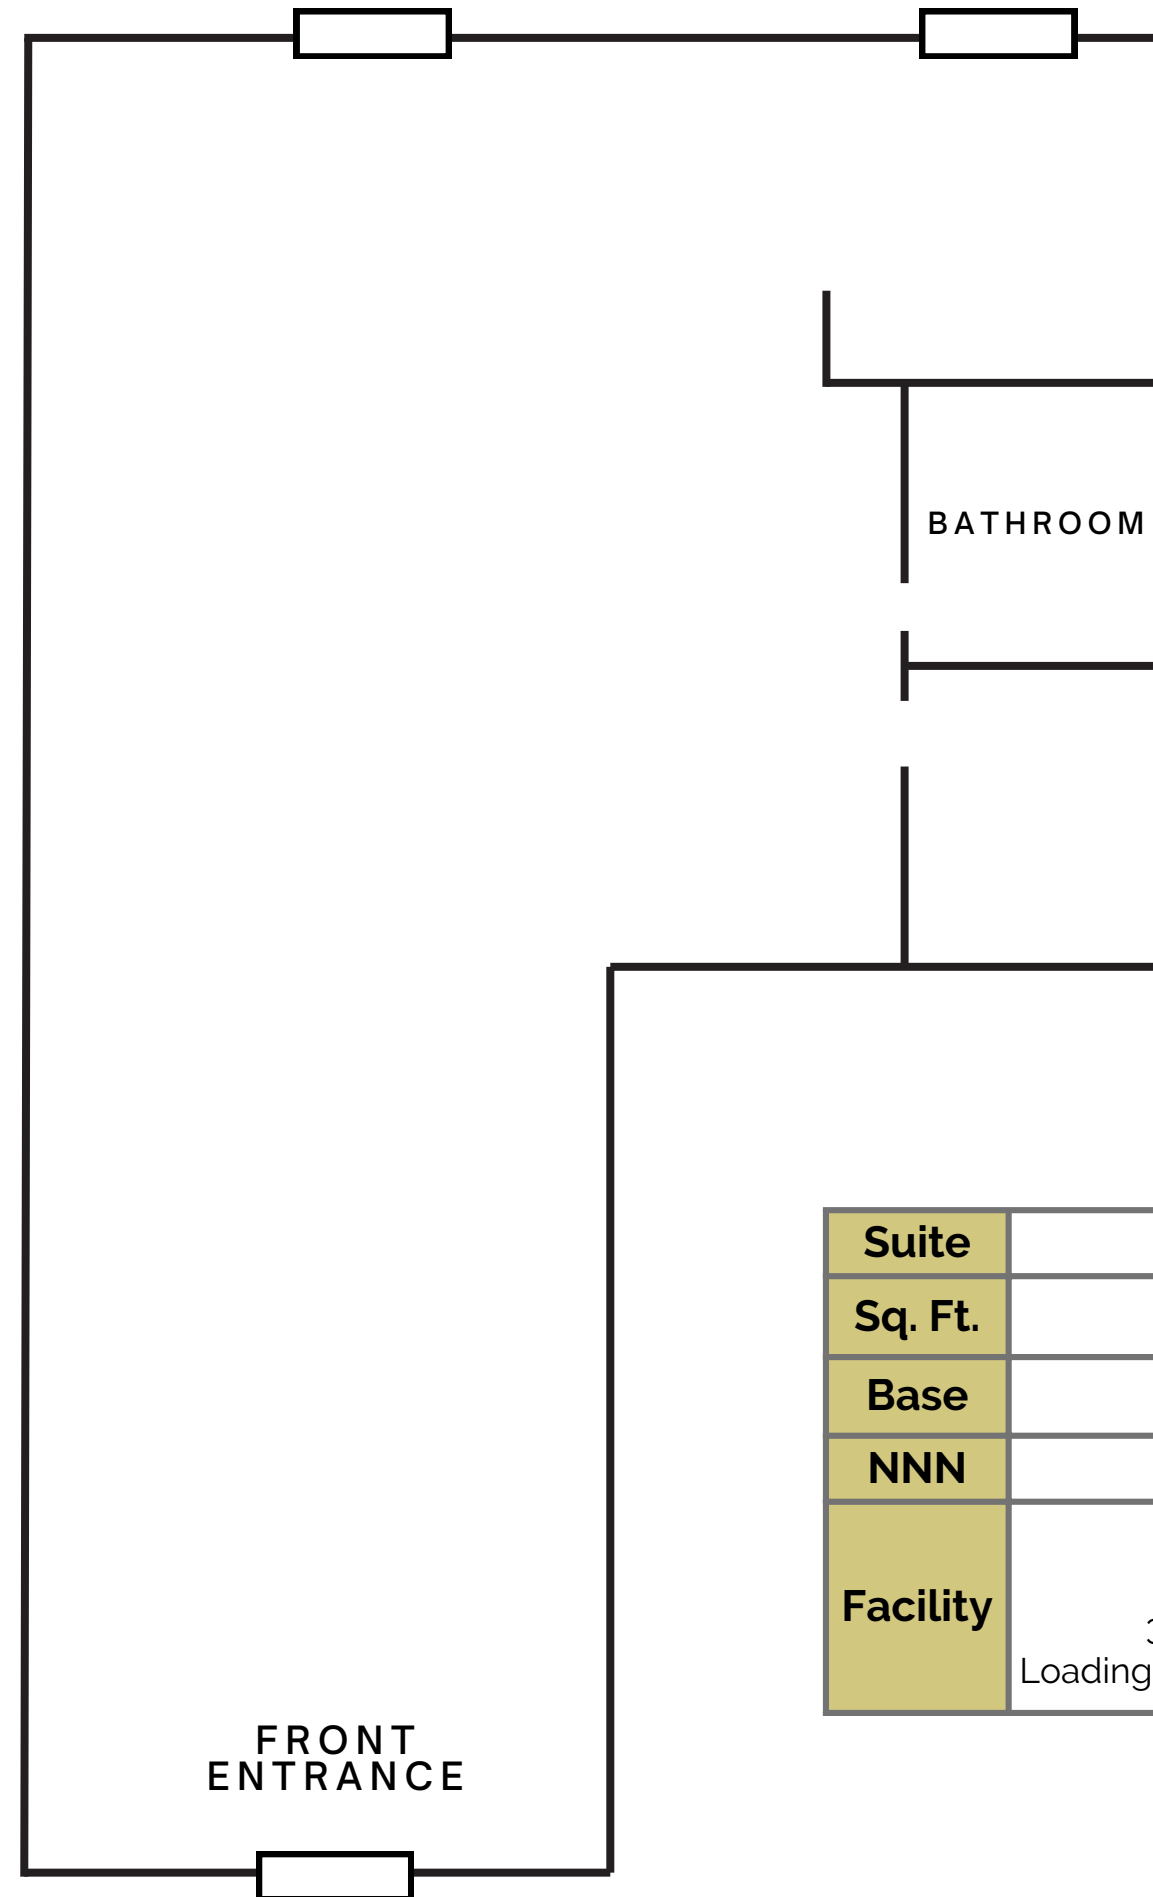 BATHROOM
Suite
Sq. Ft.
Base
NNN
Facility
Loading
FRONT
ENTRANCE